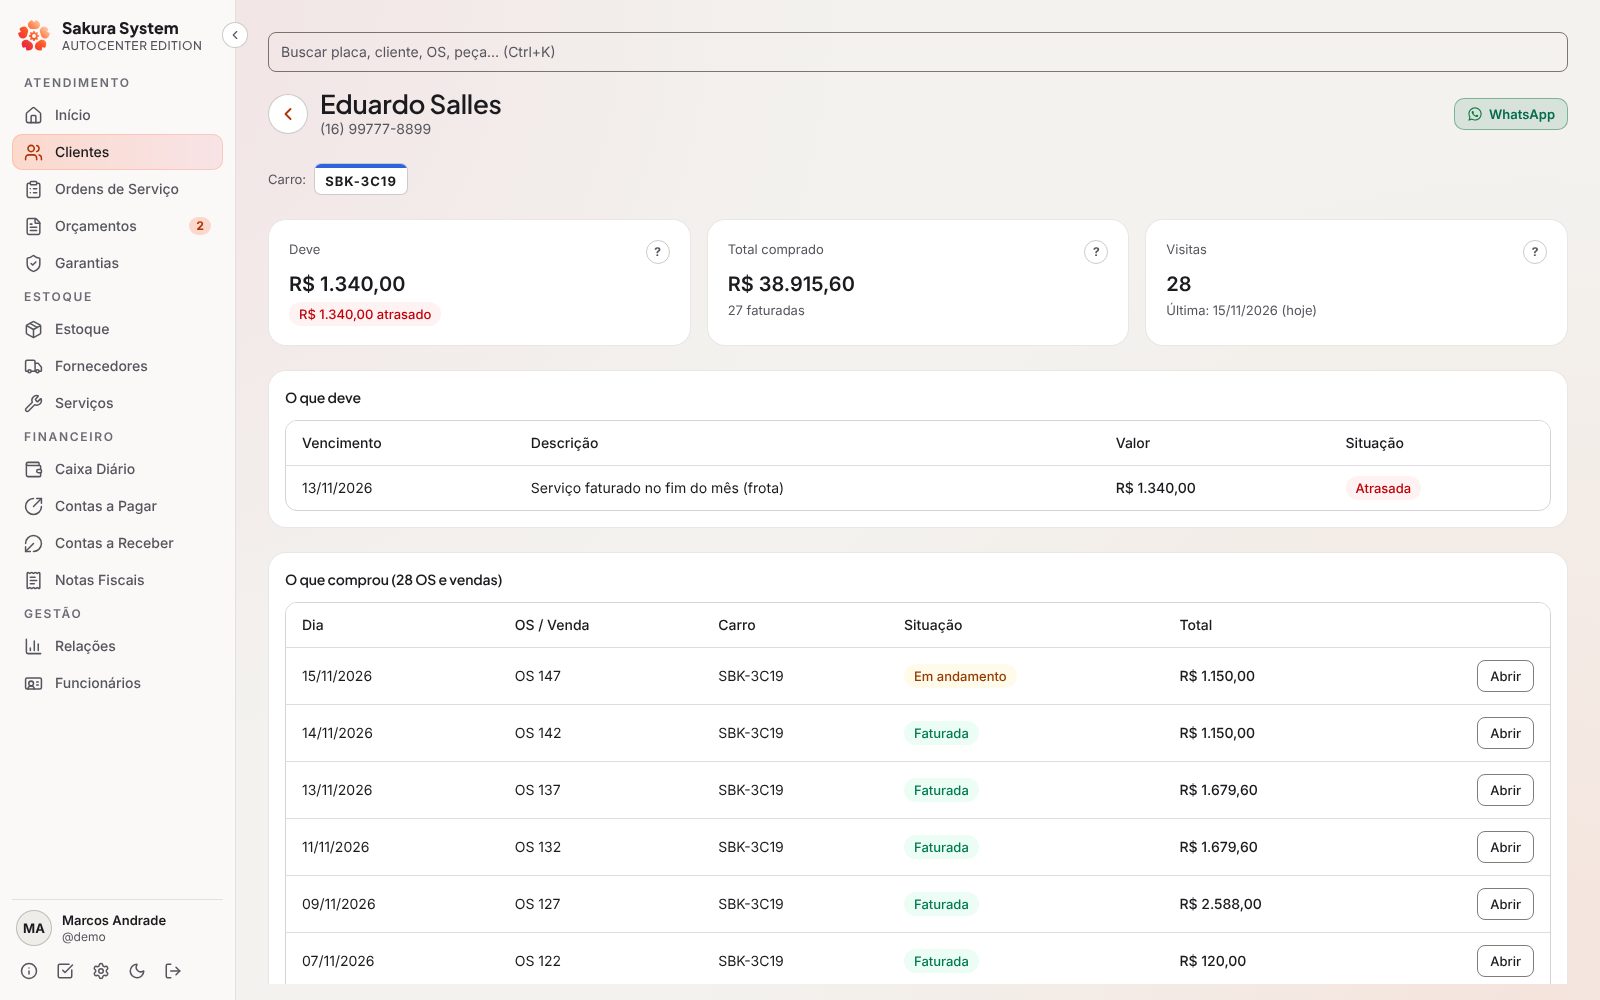 Sakura System
AUTOCENTER EDITION
ATENDIMENTO
Início
Clientes
Ordens de Serviço
Orçamentos 2
Garantias
ESTOQUE
Estoque
Fornecedores
Serviços
FINANCEIRO
Caixa Diário
Contas a Pagar
Contas a Receber
Notas Fiscais
GESTÃO
Relações
Funcionários
MA
Marcos Andrade
@demo
Buscar placa, cliente, OS, peça... (Ctrl+K)
Eduardo Salles
(16) 99777-8899
WhatsApp
Carro: SBK-3C19
Deve ?
R$ 1.340,00
R$ 1.340,00 atrasado
Total comprado ?
R$ 38.915,60
27 faturadas
Visitas ?
28
Última: 15/11/2026 (hoje)
O que deve
Vencimento Descrição Valor Situação
13/11/2026 Serviço faturado no fim do mês (frota) R$ 1.340,00 Atrasada
O que comprou (28 OS e vendas)
Dia OS / Venda Carro Situação Total
15/11/2026 OS 147 SBK-3C19 Em andamento R$ 1.150,00 Abrir
14/11/2026 OS 142 SBK-3C19 Faturada R$ 1.150,00 Abrir
13/11/2026 OS 137 SBK-3C19 Faturada R$ 1.679,60 Abrir
11/11/2026 OS 132 SBK-3C19 Faturada R$ 1.679,60 Abrir
09/11/2026 OS 127 SBK-3C19 Faturada R$ 2.588,00 Abrir
07/11/2026 OS 122 SBK-3C19 Faturada R$ 120,00 Abrir